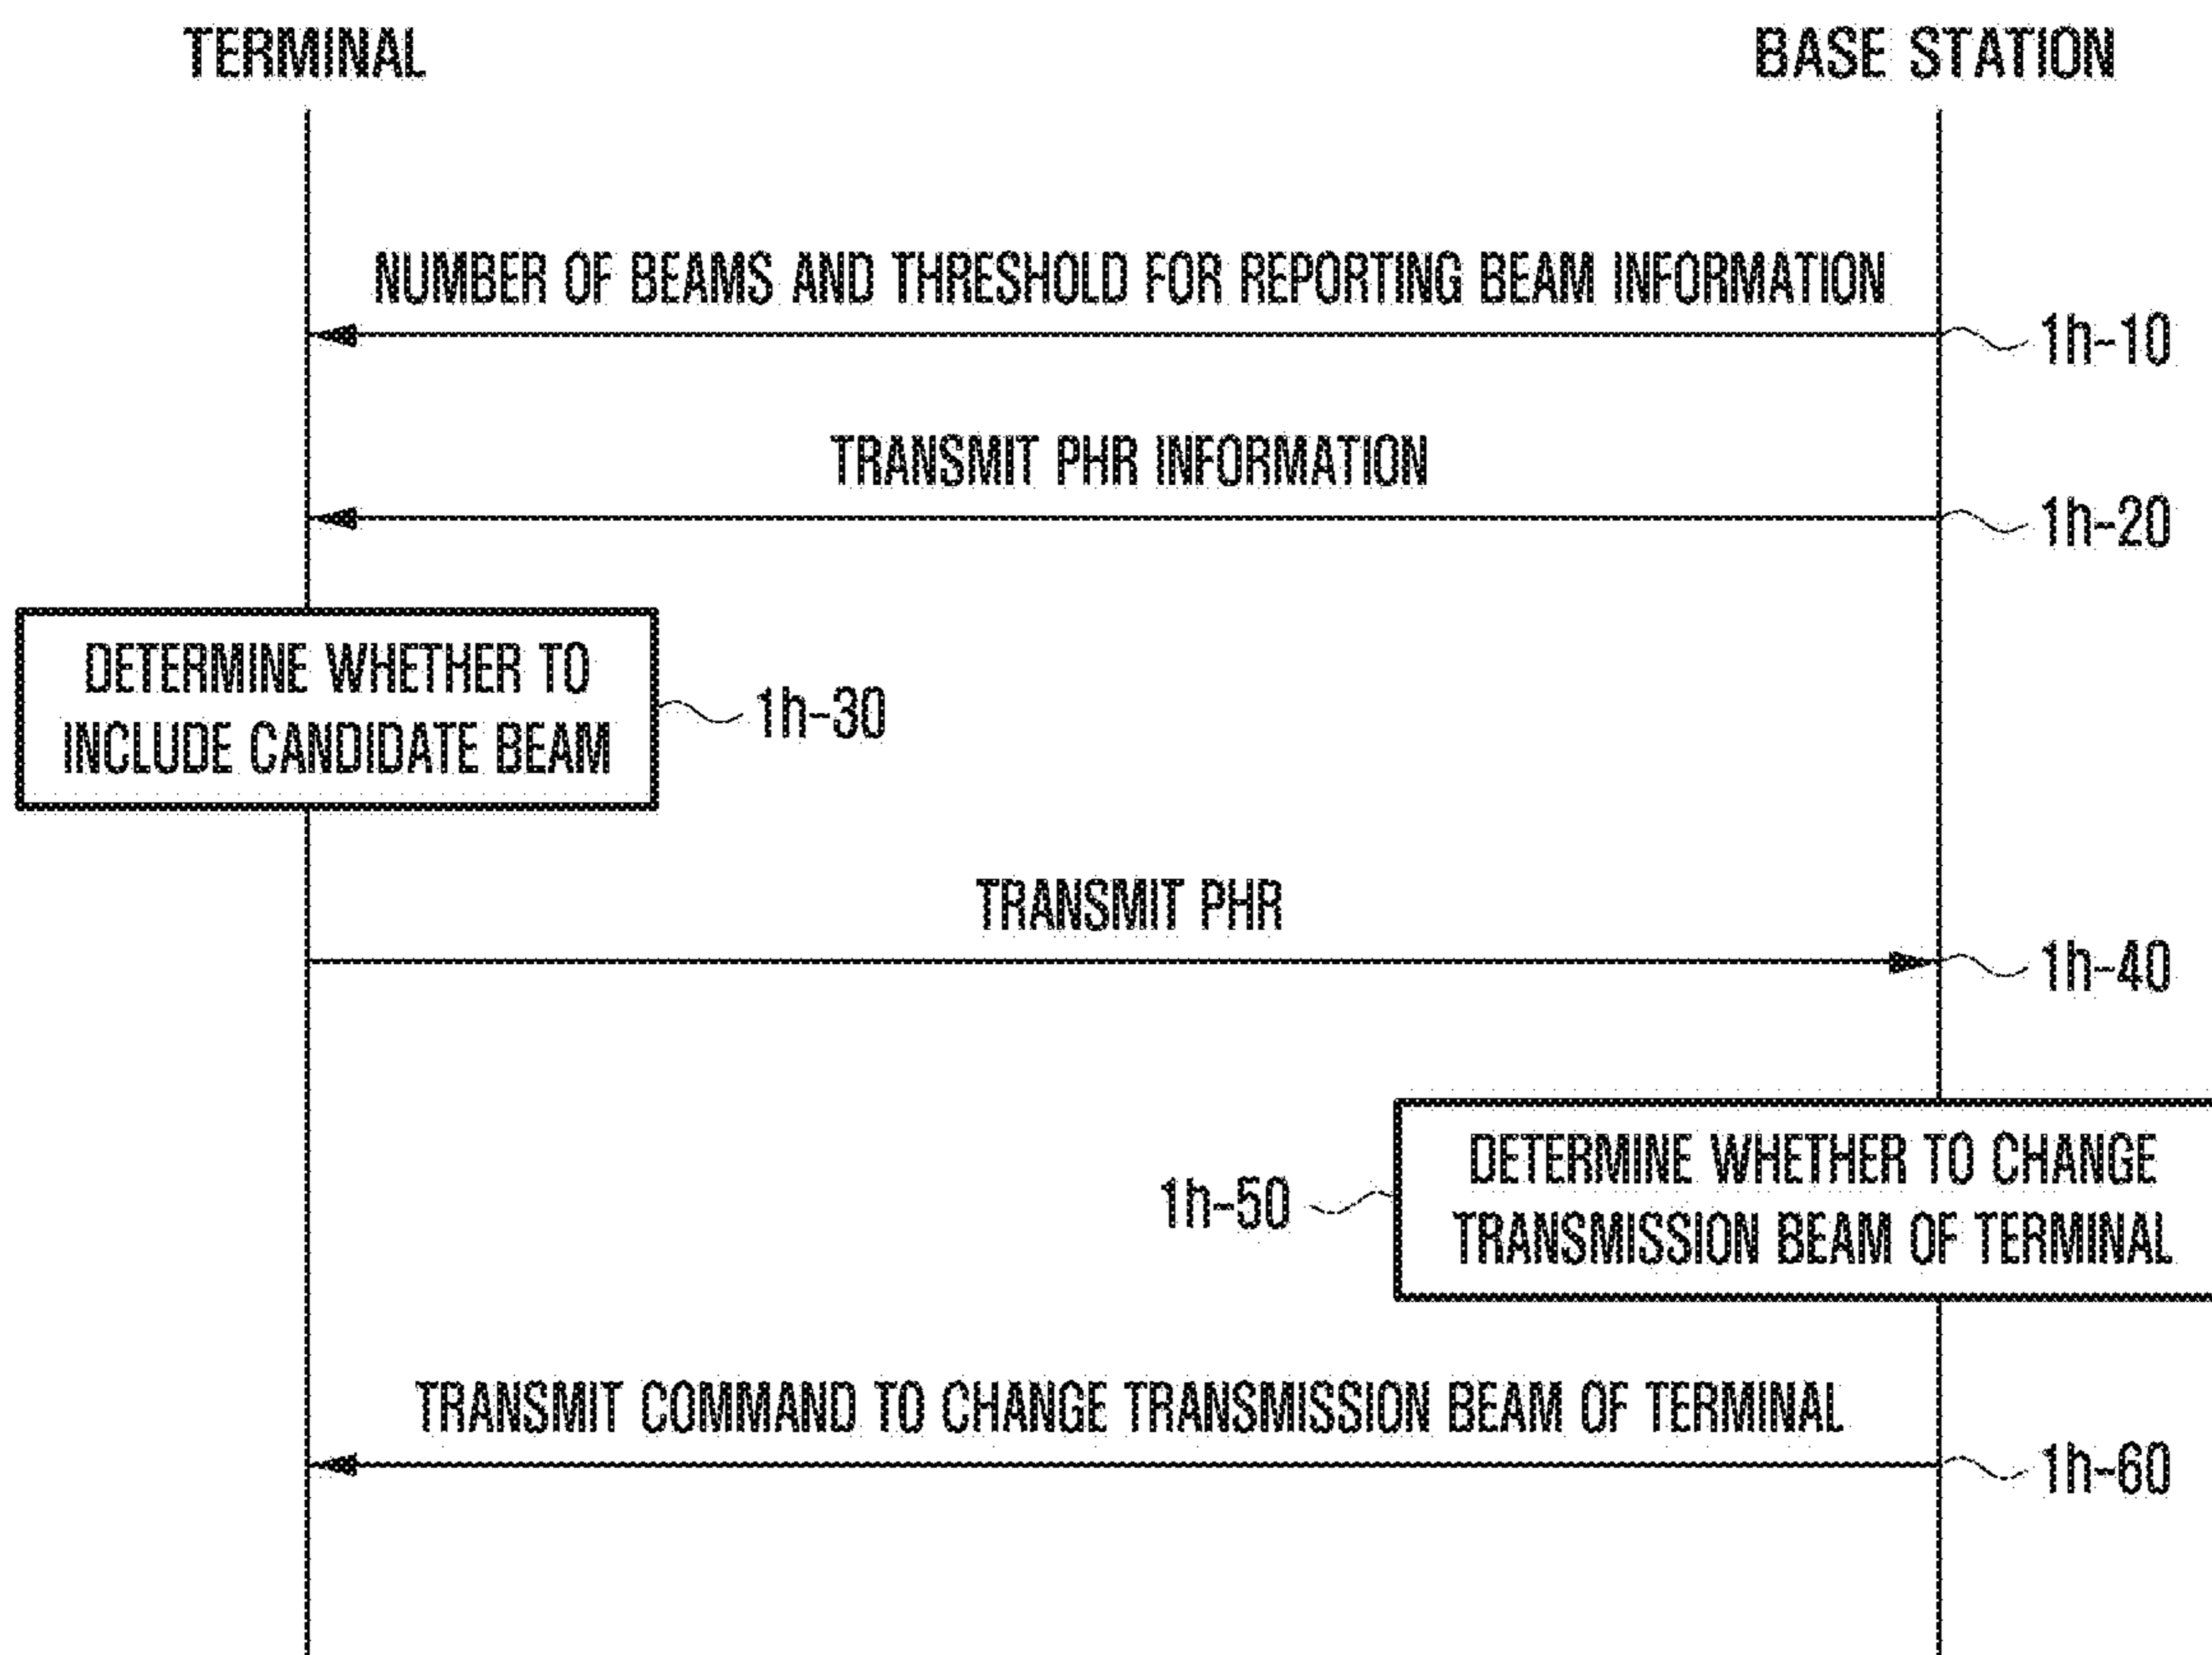 TERMINAL
BASE STATION
NUMBER OF BEAMS AND THRESHOLD FOR REPORTING BEAM INFORMATION
1h-10
TRANSMIT PHR INFORMATION
1h-20
DETERMINE WHETHER TO
INCLUDE CANDIDATE BEAM
1h-30
TRANSMIT PHR
1h-40
DETERMINE WHETHER TO CHANGE
TRANSMISSION BEAM OF TERMINAL
1h-50
TRANSMIT COMMAND TO CHANGE TRANSMISSION BEAM OF TERMINAL
1h-60